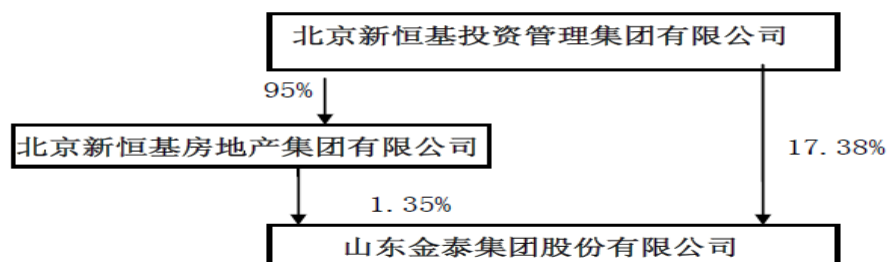 北京新恒基投资管理集团有限公司
95%
北京新恒基房地产集团有限公司
17.38%
1.35%
山东金泰集团股份有限公司